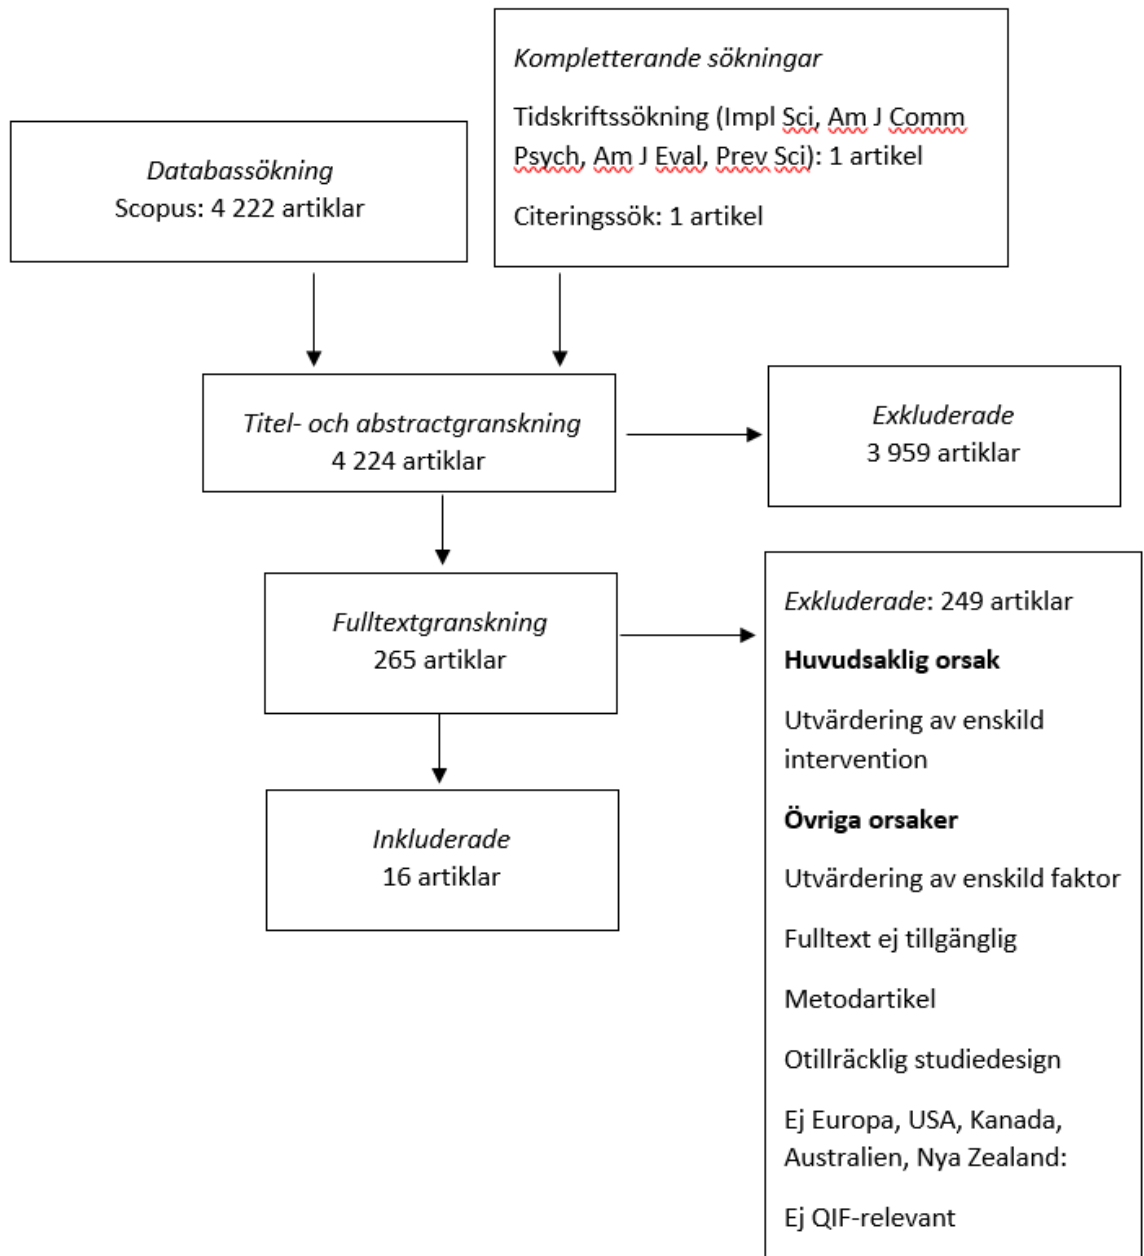 Kompletterande sökningar
Tidskriftssökning (Impl Sci, Am J Comm
Psych, Am J Eval, Prev Sci): 1 artikel
Citeringssök: 1 artikel
Databassökning
Scopus: 4 222 artiklar
Titel- och abstractgranskning
4 224 artiklar
Exkluderade
3 959 artiklar
Fulltextgranskning
265 artiklar
Exkluderade: 249 artiklar
Huvudsaklig orsak
Utvärdering av enskild
intervention
Övriga orsaker
Utvärdering av enskild faktor
Fulltext ej tillgänglig
Metodartikel
Otillräcklig studiedesign
Ej Europa, USA, Kanada,
Australien, Nya Zealand:
Ej QIF-relevant
Inkluderade
16 artiklar